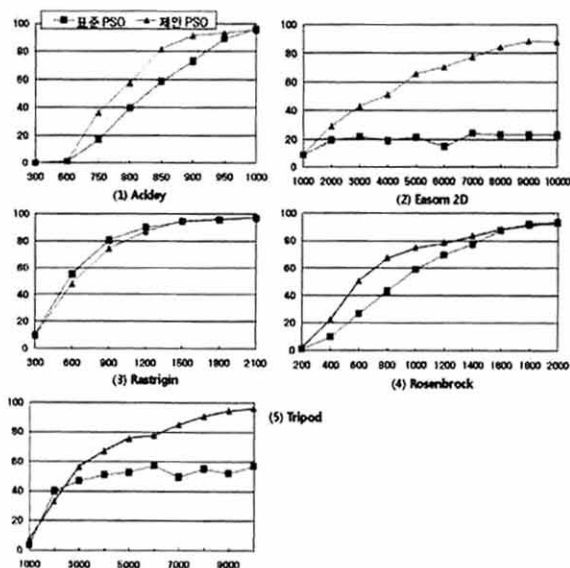 표준 PSO 제안 PSO
100
80
60
40
20
0
300 600 750 800 850 900 950 1000
(1) Ackley
100
80
60
40
20
0
1000 2000 3000 4000 5000 6000 7000 8000 9000 10000
(2) Easom 2D
100
80
60
40
20
0
300 600 900 1200 1500 1800 2100
(3) Rastrigin
100
80
60
40
20
0
200 400 600 800 1000 1200 1400 1600 1800 2000
(4) Rosenbrock
100
80
60
40
20
0
1000 3000 5000 7000 9000
(5) Tripod